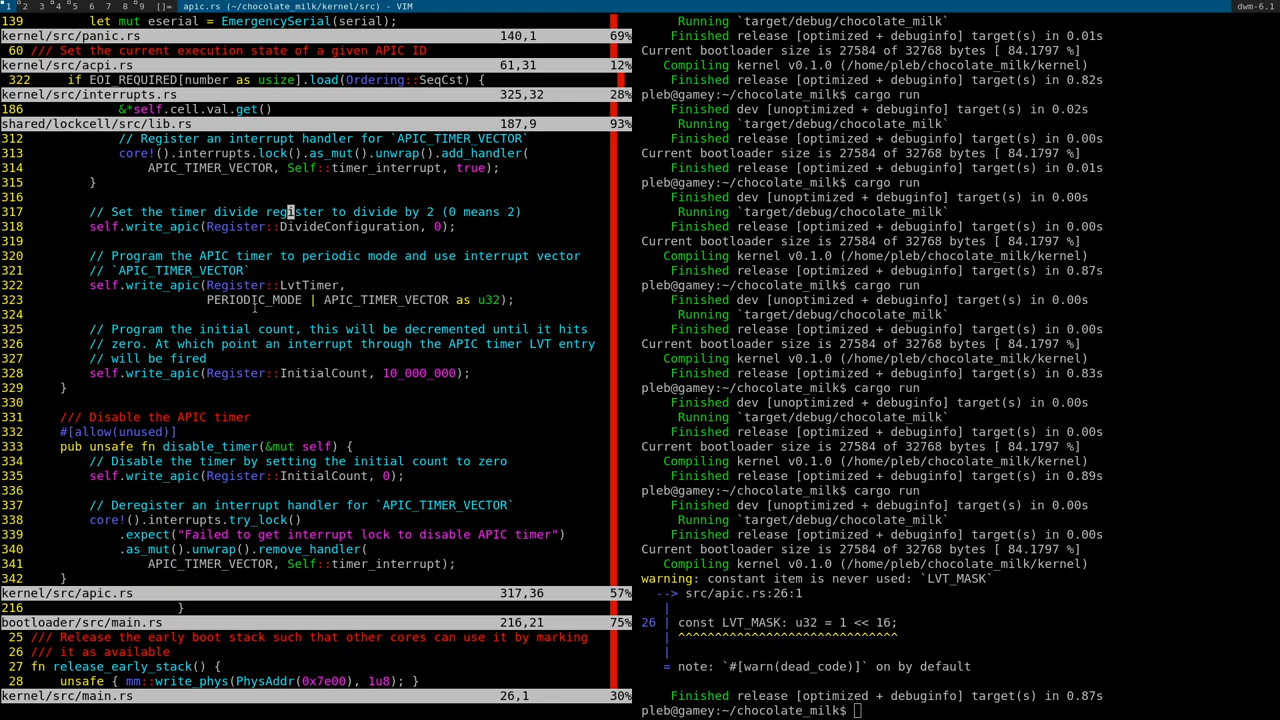 1 2 3 4 5 6 7 8 9 []= apic.rs (~/chocolate_milk/kernel/src) - VIM dwm-6.1
139 let mut eserial = EmergencySerial(serial);
kernel/src/panic.rs 140,1 69%
60 /// Set the current execution state of a given APIC ID
kernel/src/acpi.rs 61,31 12%
322 if EOI_REQUIRED[number as usize].load(Ordering::SeqCst) {
kernel/src/interrupts.rs 325,32 28%
186 &*self.cell.val.get()
shared/lockcell/src/lib.rs 187,9 93%
312 // Register an interrupt handler for `APIC_TIMER_VECTOR`
313 core!().interrupts.lock().as_mut().unwrap().add_handler(
314 APIC_TIMER_VECTOR, Self::timer_interrupt, true);
315 }
316
317 // Set the timer divide register to divide by 2 (0 means 2)
318 self.write_apic(Register::DivideConfiguration, 0);
319
320 // Program the APIC timer to periodic mode and use interrupt vector
321 // `APIC_TIMER_VECTOR`
322 self.write_apic(Register::LvtTimer,
323 PERIODIC_MODE | APIC_TIMER_VECTOR as u32);
324
325 // Program the initial count, this will be decremented until it hits
326 // zero. At which point an interrupt through the APIC timer LVT entry
327 // will be fired
328 self.write_apic(Register::InitialCount, 10_000_000);
329 }
330
331 /// Disable the APIC timer
332 #[allow(unused)]
333 pub unsafe fn disable_timer(&mut self) {
334 // Disable the timer by setting the initial count to zero
335 self.write_apic(Register::InitialCount, 0);
336
337 // Deregister an interrupt handler for `APIC_TIMER_VECTOR`
338 core!().interrupts.try_lock()
339 .expect("Failed to get interrupt lock to disable APIC timer")
340 .as_mut().unwrap().remove_handler(
341 APIC_TIMER_VECTOR, Self::timer_interrupt);
342 }
kernel/src/apic.rs 317,36 57%
216 }
bootloader/src/main.rs 216,21 75%
25 /// Release the early boot stack such that other cores can use it by marking
26 /// it as available
27 fn release_early_stack() {
28 unsafe { mm::write_phys(PhysAddr(0x7e00), 1u8); }
kernel/src/main.rs 26,1 30%
Running `target/debug/chocolate_milk`
Finished release [optimized + debuginfo] target(s) in 0.01s
Current bootloader size is 27584 of 32768 bytes [ 84.1797 %]
Compiling kernel v0.1.0 (/home/pleb/chocolate_milk/kernel)
Finished release [optimized + debuginfo] target(s) in 0.82s
pleb@gamey:~/chocolate_milk$ cargo run
Finished dev [unoptimized + debuginfo] target(s) in 0.02s
Running `target/debug/chocolate_milk`
Finished release [optimized + debuginfo] target(s) in 0.00s
Current bootloader size is 27584 of 32768 bytes [ 84.1797 %]
Finished release [optimized + debuginfo] target(s) in 0.01s
pleb@gamey:~/chocolate_milk$ cargo run
Finished dev [unoptimized + debuginfo] target(s) in 0.00s
Running `target/debug/chocolate_milk`
Finished release [optimized + debuginfo] target(s) in 0.00s
Current bootloader size is 27584 of 32768 bytes [ 84.1797 %]
Compiling kernel v0.1.0 (/home/pleb/chocolate_milk/kernel)
Finished release [optimized + debuginfo] target(s) in 0.87s
pleb@gamey:~/chocolate_milk$ cargo run
Finished dev [unoptimized + debuginfo] target(s) in 0.00s
Running `target/debug/chocolate_milk`
Finished release [optimized + debuginfo] target(s) in 0.00s
Current bootloader size is 27584 of 32768 bytes [ 84.1797 %]
Compiling kernel v0.1.0 (/home/pleb/chocolate_milk/kernel)
Finished release [optimized + debuginfo] target(s) in 0.83s
pleb@gamey:~/chocolate_milk$ cargo run
Finished dev [unoptimized + debuginfo] target(s) in 0.00s
Running `target/debug/chocolate_milk`
Finished release [optimized + debuginfo] target(s) in 0.00s
Current bootloader size is 27584 of 32768 bytes [ 84.1797 %]
Compiling kernel v0.1.0 (/home/pleb/chocolate_milk/kernel)
Finished release [optimized + debuginfo] target(s) in 0.89s
pleb@gamey:~/chocolate_milk$ cargo run
Finished dev [unoptimized + debuginfo] target(s) in 0.00s
Running `target/debug/chocolate_milk`
Finished release [optimized + debuginfo] target(s) in 0.00s
Current bootloader size is 27584 of 32768 bytes [ 84.1797 %]
Compiling kernel v0.1.0 (/home/pleb/chocolate_milk/kernel)
warning: constant item is never used: `LVT_MASK`
--> src/apic.rs:26:1
|
26 | const LVT_MASK: u32 = 1 << 16;
| ^^^^^^^^^^^^^^^^^^^^^^^^^^^^^^
|
= note: `#[warn(dead_code)]` on by default
Finished release [optimized + debuginfo] target(s) in 0.87s
pleb@gamey:~/chocolate_milk$